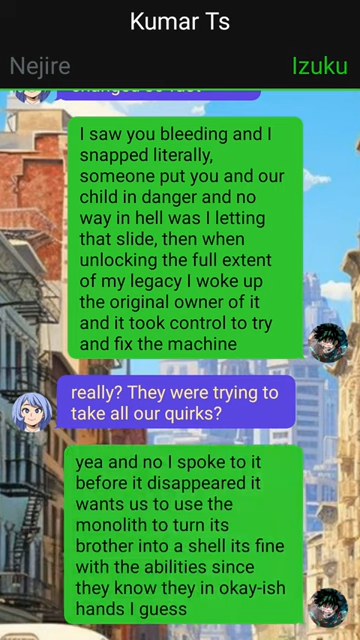 Kumar Ts
Nejire
Izuku
I saw you bleeding and I
snapped literally,
someone put you and our
child in danger and no
way in hell was I letting
that slide, then when
unlocking the full extent
of my legacy I woke up
the original owner of it
and it took control to try
and fix the machine
really? They were trying to
take all our quirks?
yea and no I spoke to it
before it disappeared it
wants us to use the
monolith to turn its
brother into a shell its fine
with the abilities since
they know they in okay-ish
hands I guess